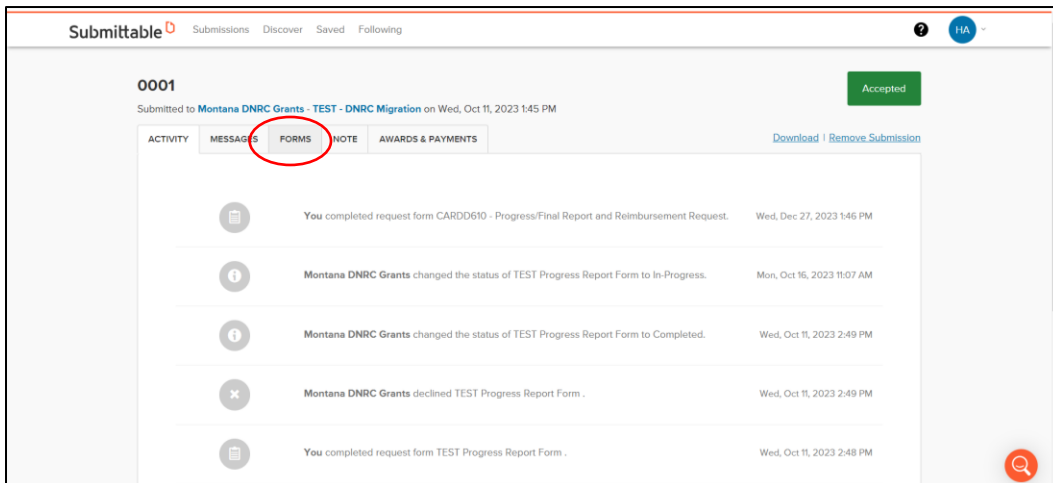 Submittable Submissions Discover Saved Following ? HA
0001
Accepted
Submitted to Montana DNRC Grants - TEST - DNRC Migration on Wed, Oct 11, 2023 1:45 PM
ACTIVITY MESSAGES FORMS NOTE AWARDS & PAYMENTS Download | Remove Submission
You completed request form CARDD610 - Progress/Final Report and Reimbursement Request. Wed, Dec 27, 2023 1:46 PM
Montana DNRC Grants changed the status of TEST Progress Report Form to In-Progress. Mon, Oct 16, 2023 11:07 AM
Montana DNRC Grants changed the status of TEST Progress Report Form to Completed. Wed, Oct 11, 2023 2:49 PM
Montana DNRC Grants declined TEST Progress Report Form . Wed, Oct 11, 2023 2:49 PM
You completed request form TEST Progress Report Form . Wed, Oct 11, 2023 2:48 PM